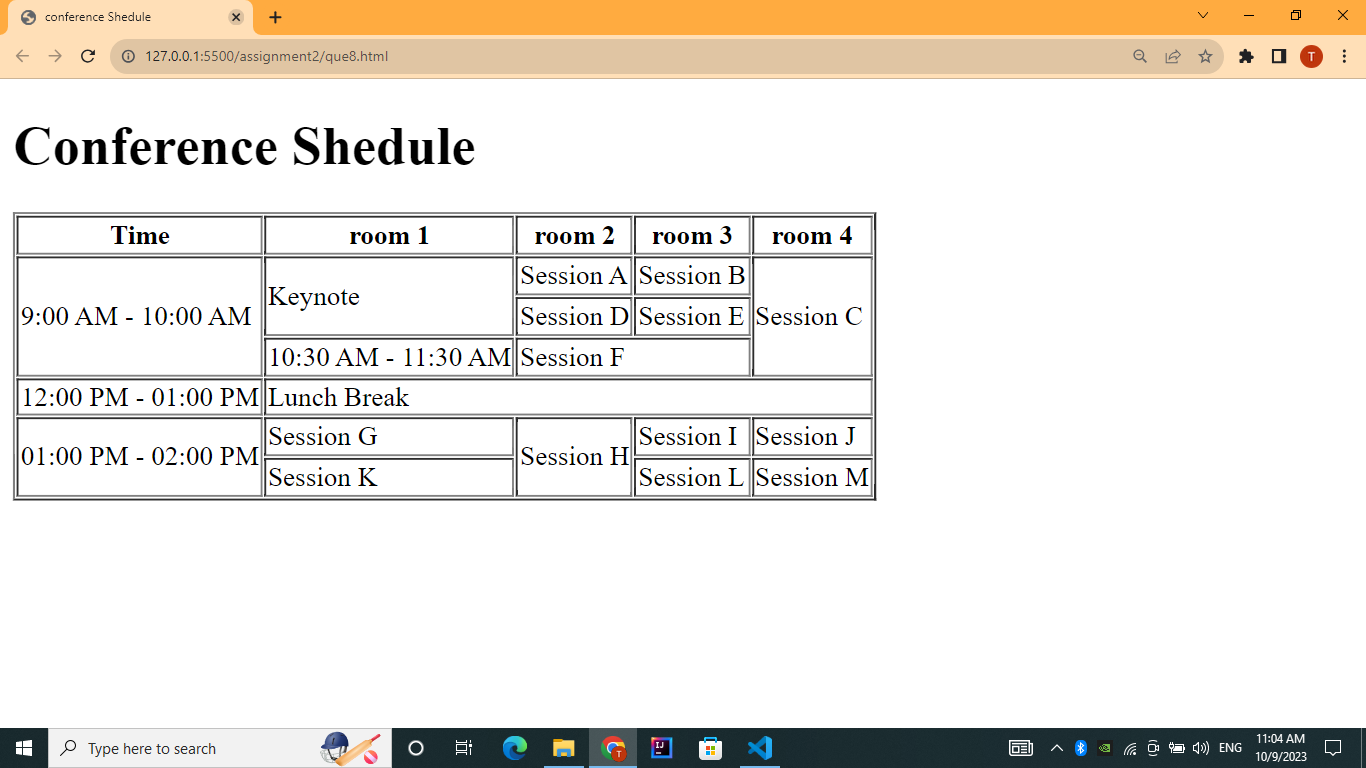 conference Shedule
127.0.0.1:5500/assignment2/que8.html
T
Conference Shedule
Time room 1 room 2 room 3 room 4
9:00 AM - 10:00 AM Keynote Session A Session B Session C
Session D Session E
10:30 AM - 11:30 AM Session F
12:00 PM - 01:00 PM Lunch Break
01:00 PM - 02:00 PM Session G Session H Session I Session J
Session K Session L Session M
Type here to search
T
IJ
ENG
11:04 AM
10/9/2023